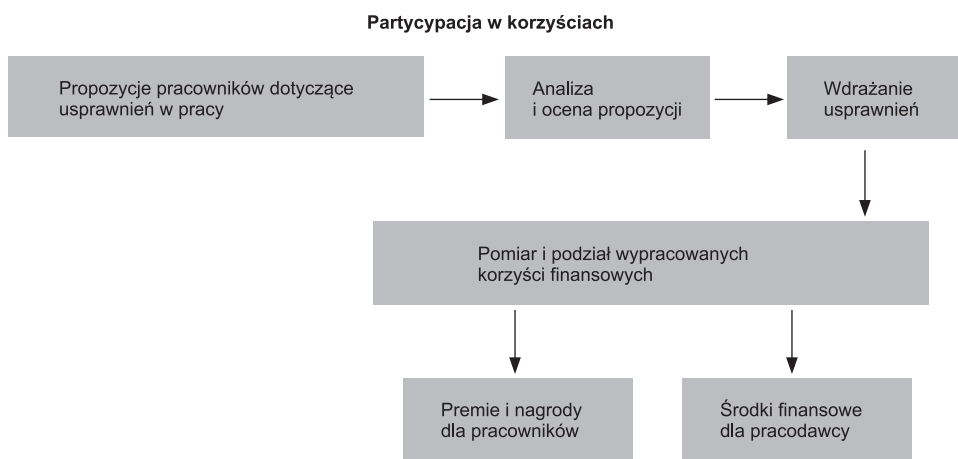 Partycypacja w korzyściach
Propozycje pracowników dotyczące
usprawnień w pracy
Analiza
i ocena propozycji
Wdrażanie
usprawnień
Pomiar i podział wypracowanych
korzyści finansowych
Premie i nagrody
dla pracowników
Środki finansowe
dla pracodawcy